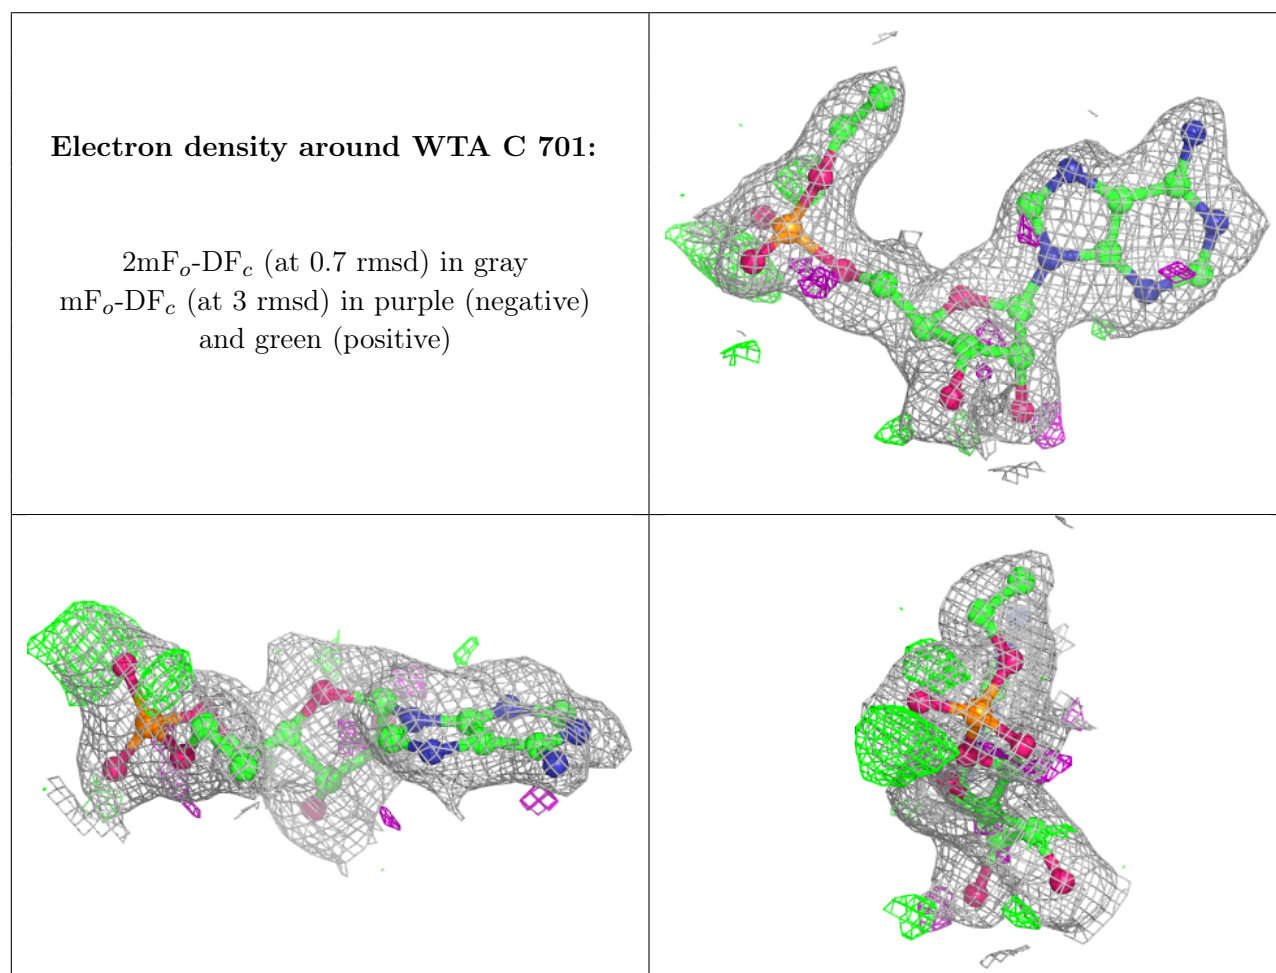 Electron density around WTA C 701:
2mFo-DFc (at 0.7 rmsd) in gray
mFo-DFc (at 3 rmsd) in purple (negative)
and green (positive)